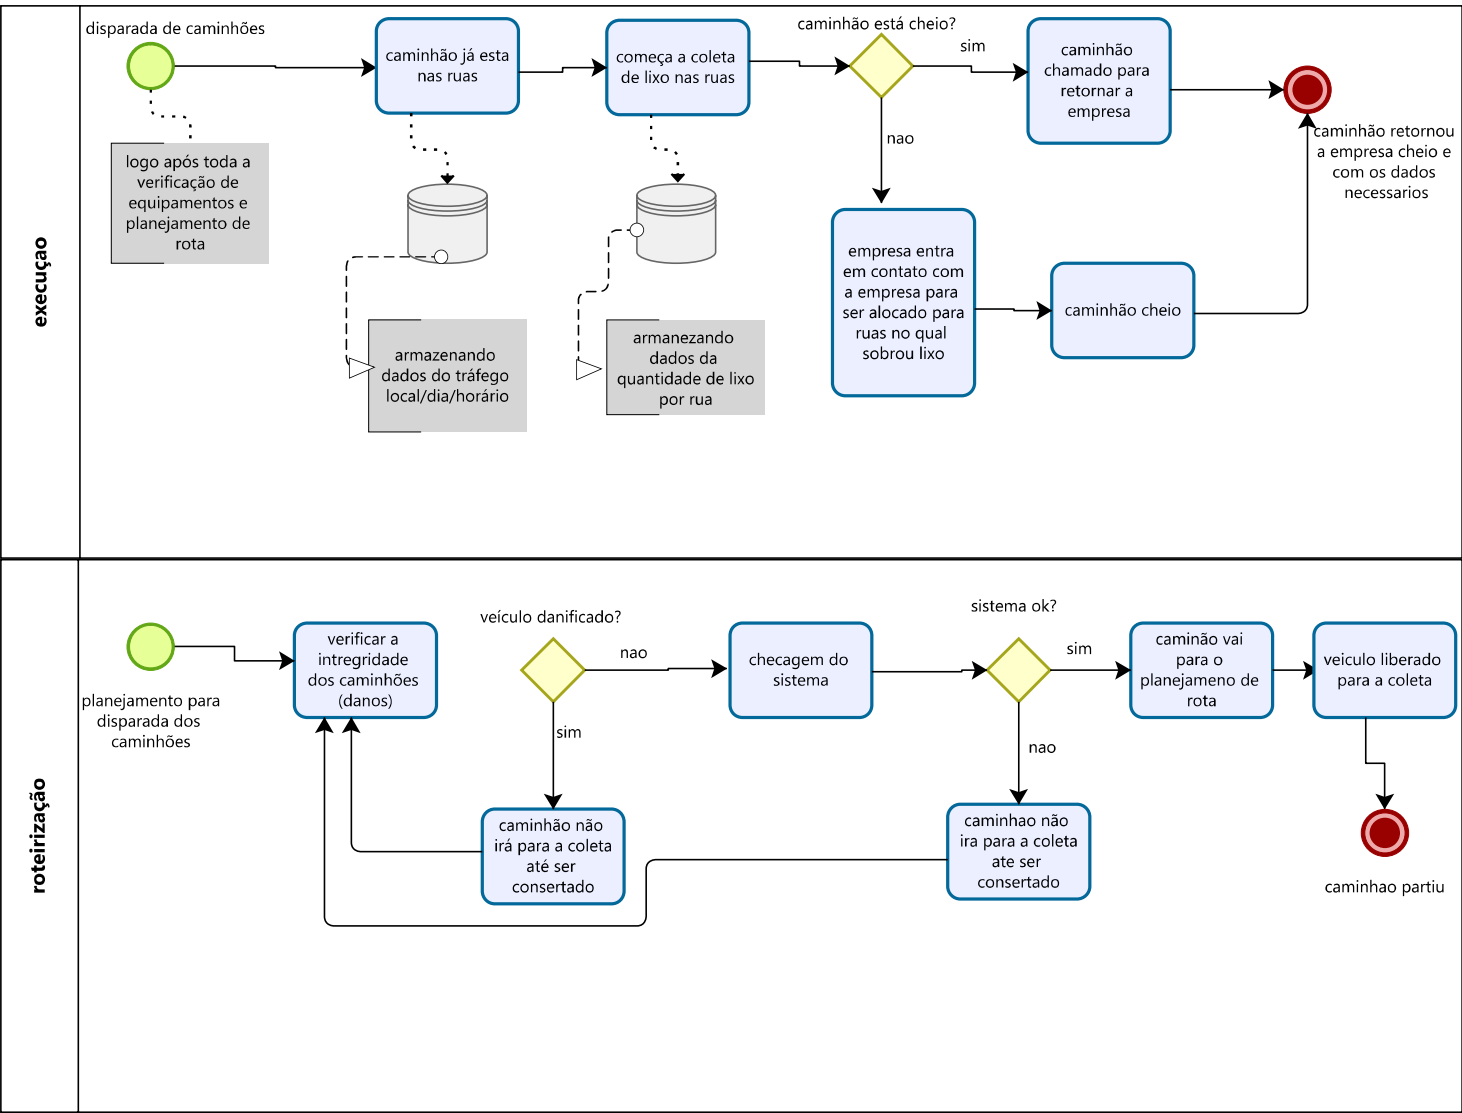 execuçao
disparada de caminhões
logo após toda a
verificação de
equipamentos e
planejamento de
rota
caminhão já esta
nas ruas
armazenando
dados do tráfego
local/dia/horário
começa a coleta
de lixo nas ruas
armanezando
dados da
quantidade de lixo
por rua
caminhão está cheio?
sim
nao
caminhão
chamado para
retornar a
empresa
empresa entra
em contato com
a empresa para
ser alocado para
ruas no qual
sobrou lixo
caminhão cheio
caminhão retornou
a empresa cheio e
com os dados
necessarios
roteirização
planejamento para
disparada dos
caminhões
verificar a
intregridade
dos caminhões
(danos)
veículo danificado?
nao
sim
caminhão não
irá para a coleta
até ser
consertado
checagem do
sistema
sistema ok?
sim
nao
caminhao não
ira para a coleta
ate ser
consertado
caminão vai
para o
planejameno de
rota
veiculo liberado
para a coleta
caminhao partiu